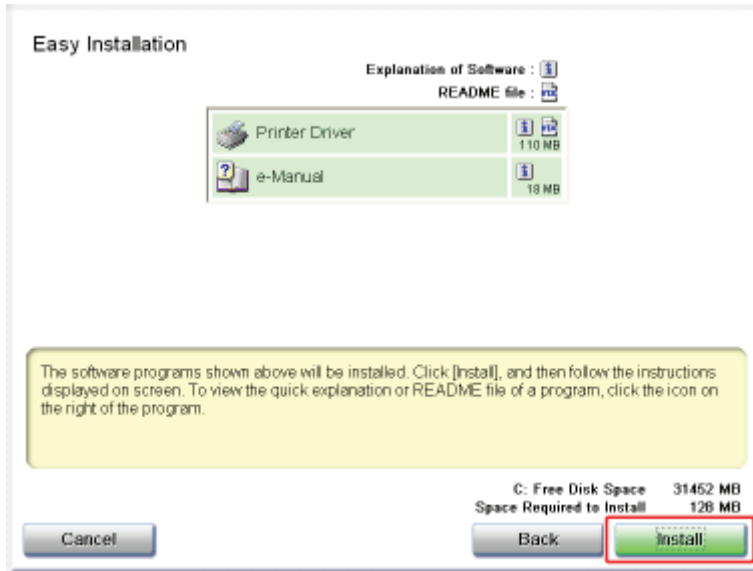 Easy Installation
Explanation of Software :
README file :
Printer Driver
110 MB
e-Manual
18 MB
The software programs shown above will be installed. Click [Install], and then follow the instructions
displayed on screen. To view the quick explanation or README file of a program, click the icon on
the right of the program.
C: Free Disk Space 31452 MB
Space Required to Install 128 MB
Cancel
Back
Install